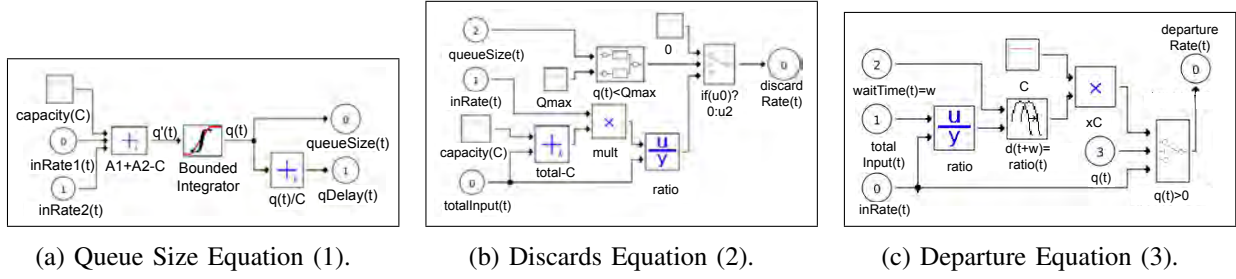 capacity(C)
0
inRate1(t)
1
inRate2(t)
+
A1+A2-C
q'(t)
Bounded
Integrator
q(t)
+
q(t)/C
0
queueSize(t)
1
qDelay(t)
(a) Queue Size Equation (1).
2
queueSize(t)
1
inRate(t)
capacity(C)
0
totalInput(t)
Qmax
+
total-C
q(t)<Qmax
×
mult
0
u
y
ratio
if(u0)?
0:u2
0
discard
Rate(t)
(b) Discards Equation (2).
2
waitTime(t)=w
1
total
Input(t)
0
inRate(t)
u
y
ratio
C
d(t+w)=
ratio(t)
×
xC
3
q(t)
q(t)>0
departure
Rate(t)
0
(c) Departure Equation (3).